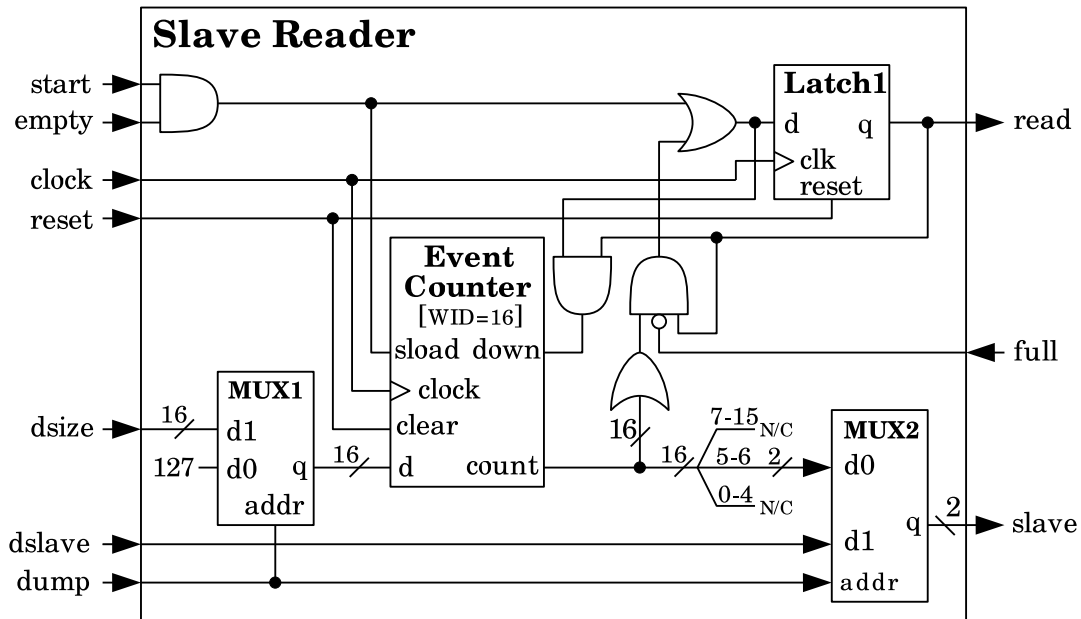 Slave Reader
start
empty
clock
reset
Latch1
d q
clk
reset
read
Event
Counter
[WID=16]
sload down
clock
clear
d count
full
MUX1
d1
d0 q
addr
dsize
16
127
16
16
16
7-15 N/C
5-6 2
0-4 N/C
MUX2
d0
q
d1
addr
2
slave
dslave
dump